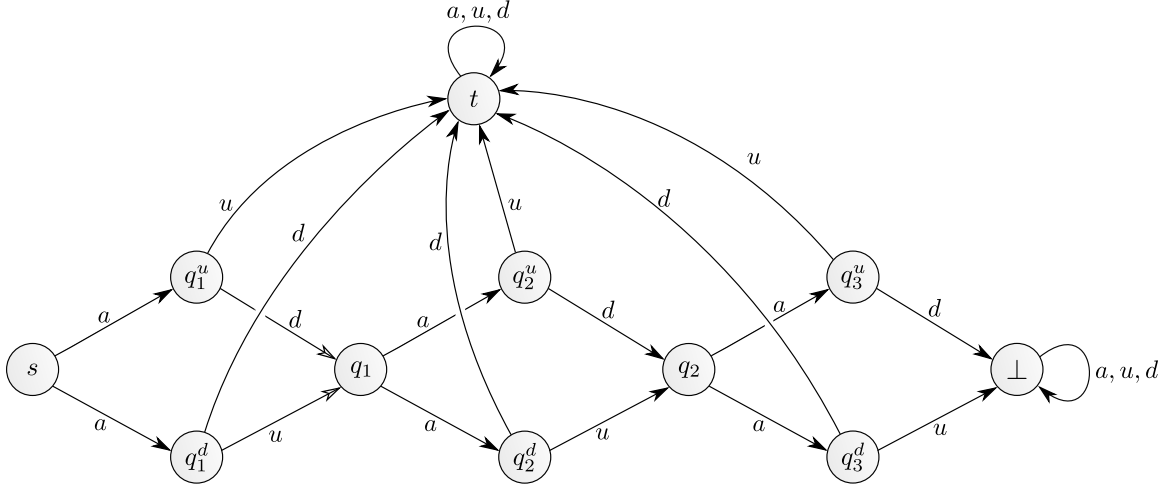 a, u, d
t
u
u
d
d
u
d
q_1^u
q_2^u
q_3^u
a
d
a
d
a
d
s
q_1
q_2
⊥
a, u, d
a
u
a
u
a
u
q_1^d
q_2^d
q_3^d